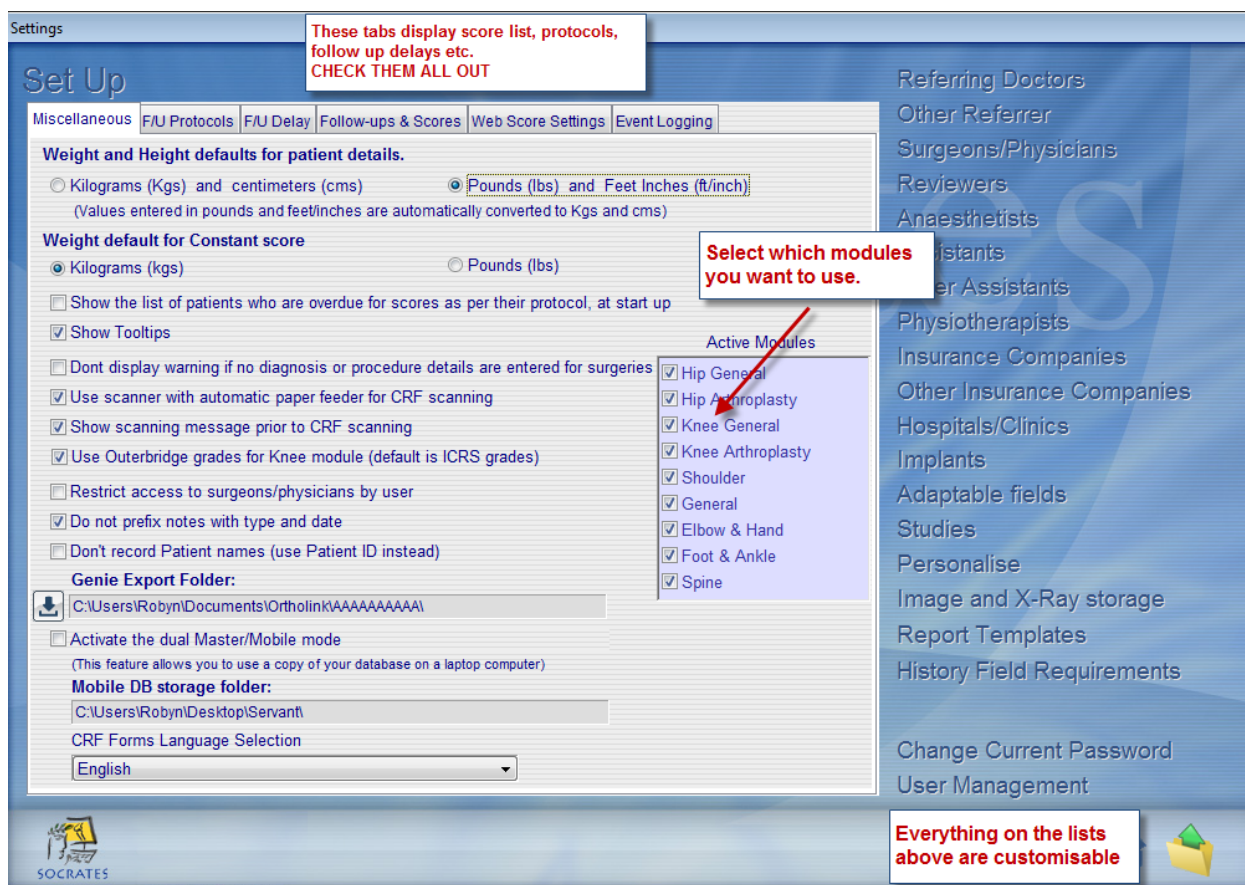 Settings
These tabs display score list, protocols,
follow up delays etc.
CHECK THEM ALL OUT
Set Up
Miscellaneous
F/U Protocols
F/U Delay
Follow-ups & Scores
Web Score Settings
Event Logging
Weight and Height defaults for patient details.
Kilograms (Kgs) and centimeters (cms)
Pounds (lbs) and Feet Inches (ft/inch)
(Values entered in pounds and feet/inches are automatically converted to Kgs and cms)
Weight default for Constant score
Kilograms (kgs)
Pounds (lbs)
Select which modules
you want to use.
Show the list of patients who are overdue for scores as per their protocol, at start up
Show Tooltips
Dont display warning if no diagnosis or procedure details are entered for surgeries
Use scanner with automatic paper feeder for CRF scanning
Show scanning message prior to CRF scanning
Use Outerbridge grades for Knee module (default is ICRS grades)
Restrict access to surgeons/physicians by user
Do not prefix notes with type and date
Don't record Patient names (use Patient ID instead)
Genie Export Folder:
C:\Users\Robyn\Documents\Ortholink\AAAAAAAAAA\
Activate the dual Master/Mobile mode
(This feature allows you to use a copy of your database on a laptop computer)
Mobile DB storage folder:
C:\Users\Robyn\Desktop\Servant\
CRF Forms Language Selection
English
Active Modules
Hip General
Hip Arthroplasty
Knee General
Knee Arthroplasty
Shoulder
General
Elbow & Hand
Foot & Ankle
Spine
Referring Doctors
Other Referrer
Surgeons/Physicians
Reviewers
Anaesthetists
istants
er Assistants
Physiotherapists
Insurance Companies
Other Insurance Companies
Hospitals/Clinics
Implants
Adaptable fields
Studies
Personalise
Image and X-Ray storage
Report Templates
History Field Requirements
Change Current Password
User Management
Everything on the lists
above are customisable
SOCRATES